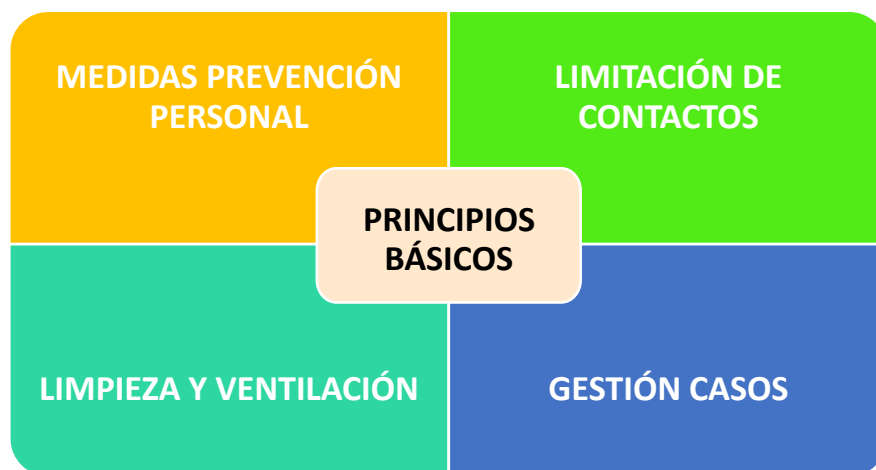 MEDIDAS PREVENCIÓN
PERSONAL
LIMITACIÓN DE
CONTACTOS
PRINCIPIOS
BÁSICOS
LIMPIEZA Y VENTILACIÓN
GESTIÓN CASOS